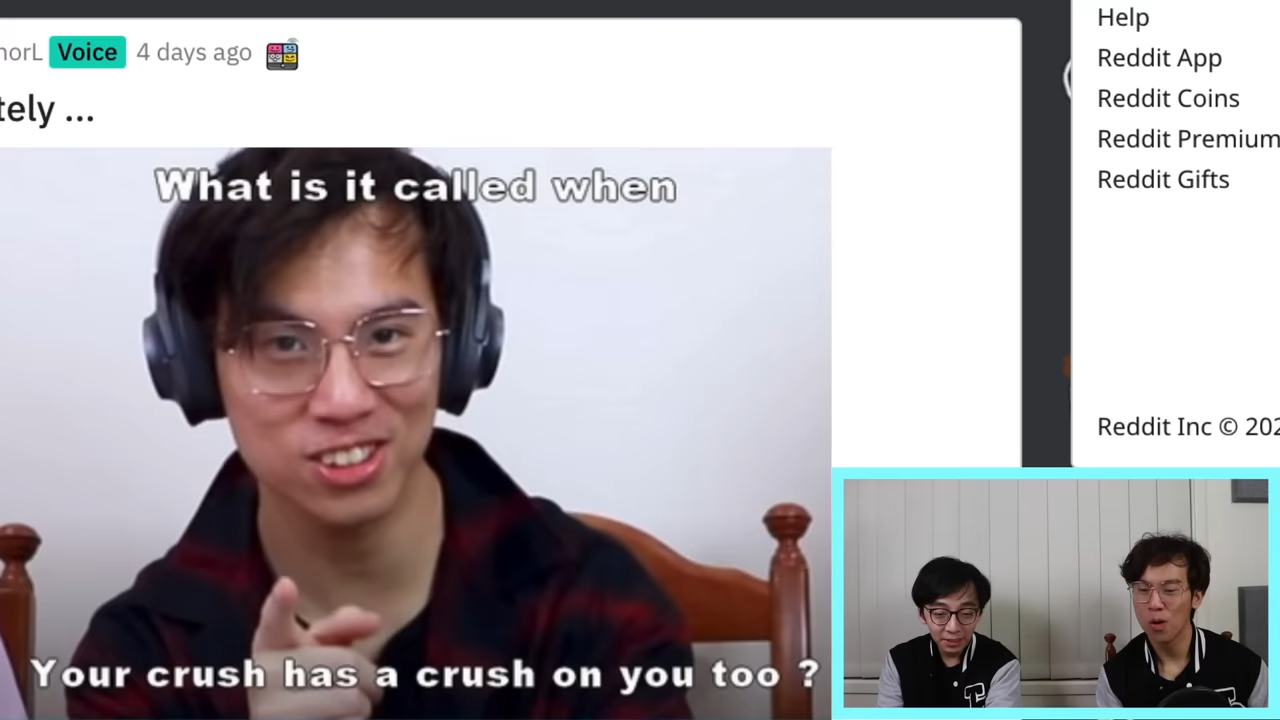 norL Voice 4 days ago
tely ...
What is it called when
Your crush has a crush on you too ?
Help
Reddit App
Reddit Coins
Reddit Premium
Reddit Gifts
Reddit Inc © 202